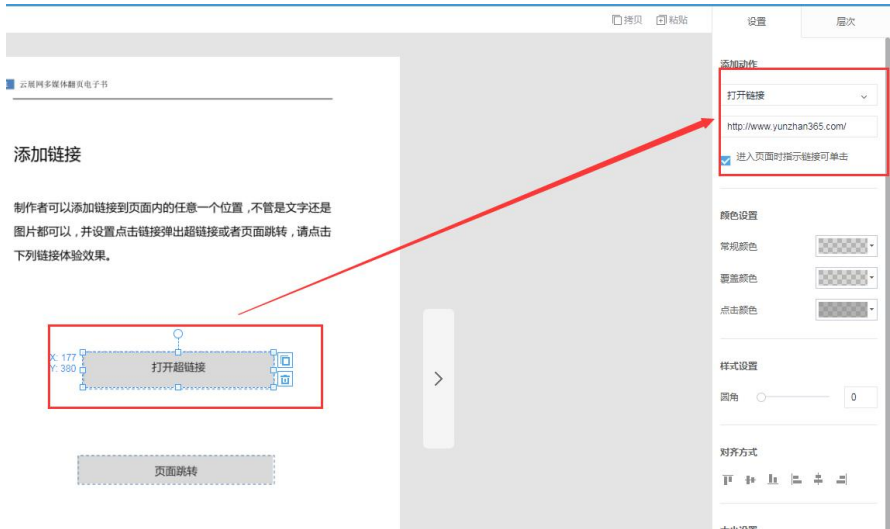 拷贝 粘贴
设置 层次
云展网多媒体翻页电子书
添加链接
制作者可以添加链接到页面内的任意一个位置，不管是文字还是
图片都可以，并设置点击链接弹出超链接或者页面跳转，请点击
下列链接体验效果。
X: 177
Y: 380
打开超链接
页面跳转
添加动作
打开链接
http://www.yunzhan365.com/
进入页面时指示链接可单击
颜色设置
常规颜色
覆盖颜色
点击颜色
样式设置
圆角 0
对齐方式